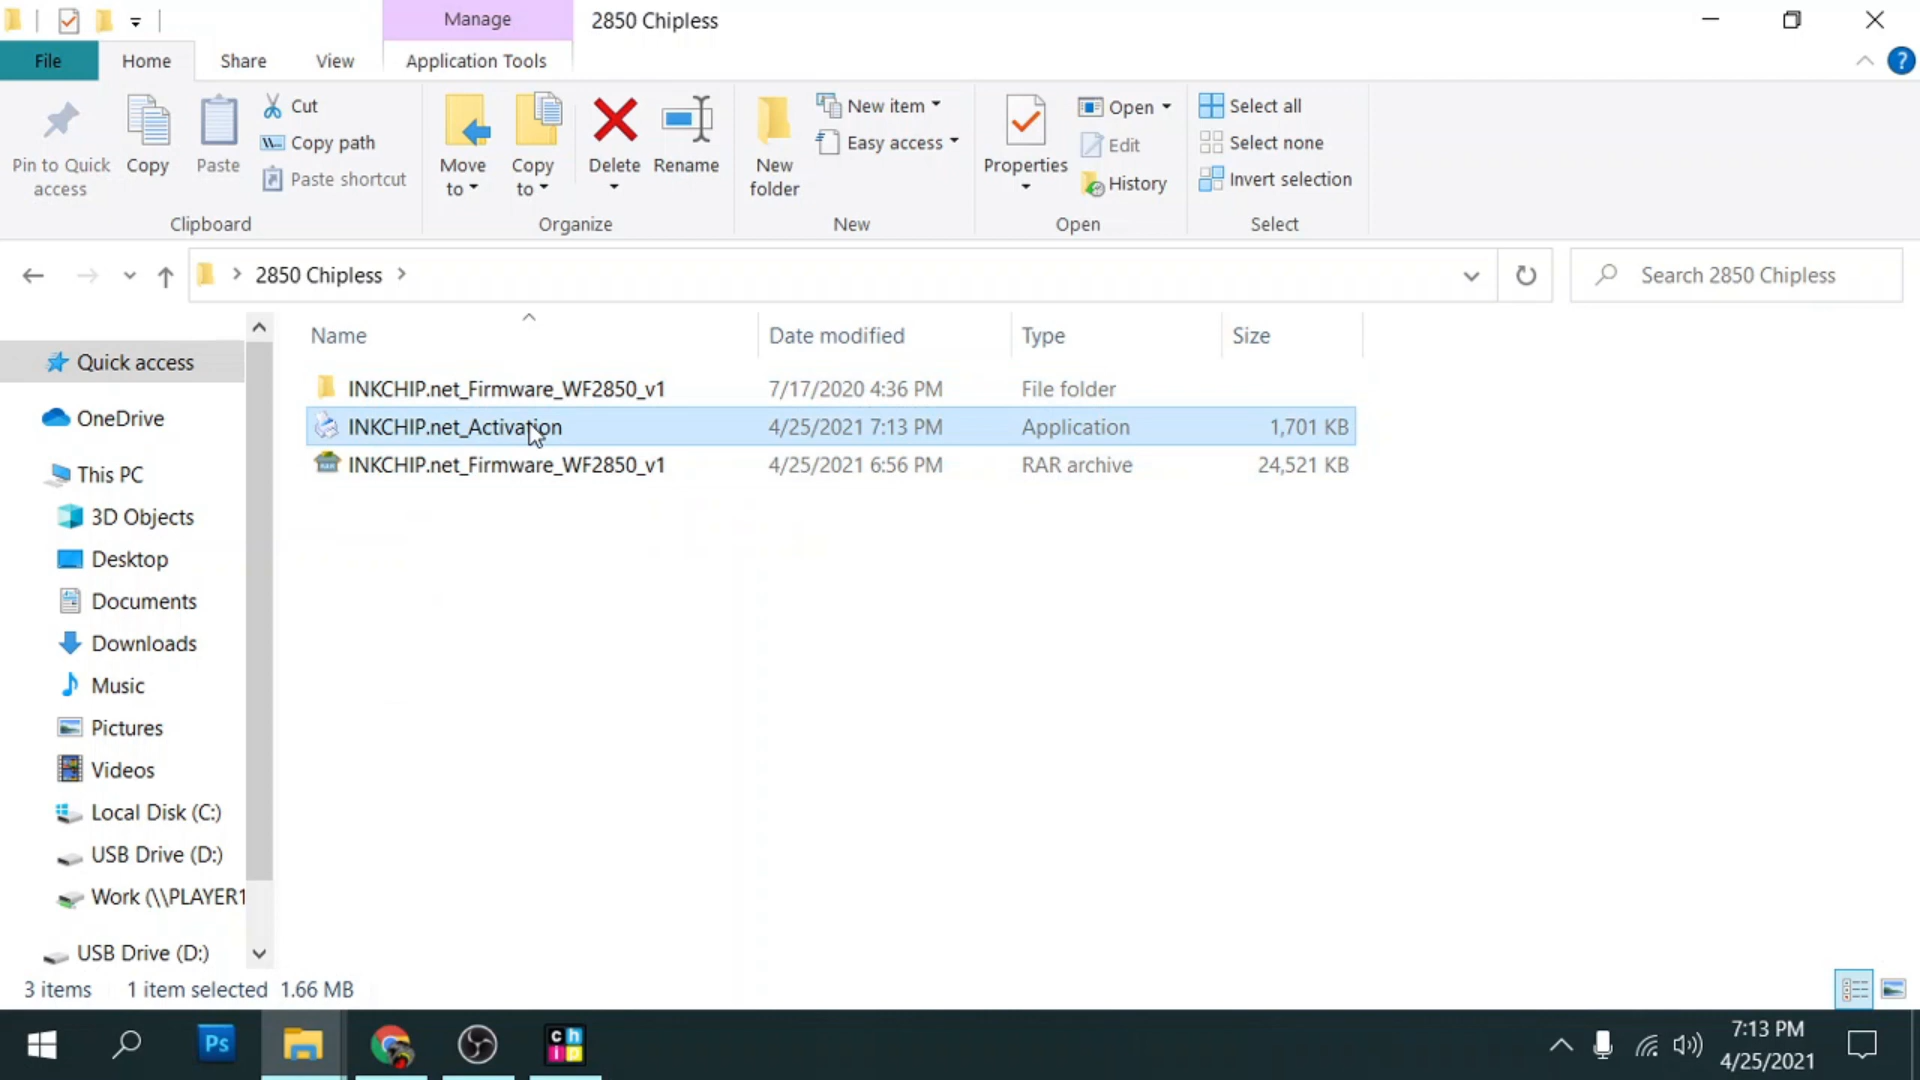 Manage
2850 Chipless
File
Home
Share
View
Application Tools
Pin to Quick access
Copy
Paste
Cut
Copy path
Paste shortcut
Move to
Copy to
Delete
Rename
New folder
New item
Easy access
Properties
Open
Edit
History
Select all
Select none
Invert selection
Clipboard
Organize
New
Open
Select
2850 Chipless
Search 2850 Chipless
Name
Date modified
Type
Size
INKCHIP.net_Firmware_WF2850_v1 7/17/2020 4:36 PM File folder
INKCHIP.net_Activation 4/25/2021 7:13 PM Application 1,701 KB
INKCHIP.net_Firmware_WF2850_v1 4/25/2021 6:56 PM RAR archive 24,521 KB
Quick access
OneDrive
This PC
3D Objects
Desktop
Documents
Downloads
Music
Pictures
Videos
Local Disk (C:)
USB Drive (D:)
Work (\\PLAYER1
USB Drive (D:)
3 items 1 item selected 1.66 MB
Ps
chip
7:13 PM
4/25/2021